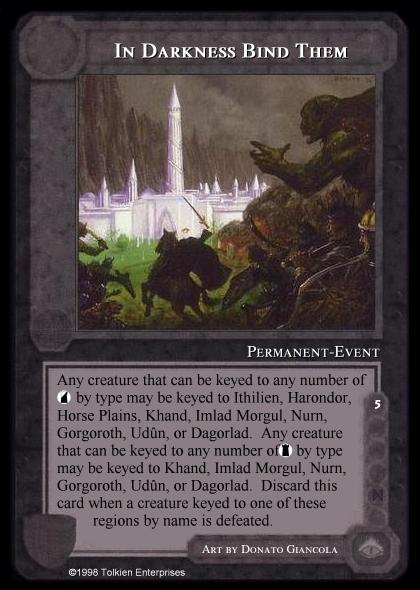 In Darkness Bind Them
Permanent-Event
Any creature that can be keyed to any number of
by type may be keyed to Ithilien, Harondor,
Horse Plains, Khand, Imlad Morgul, Nurn,
Gorgoroth, Udûn, or Dagorlad. Any creature
that can be keyed to any number of by type
may be keyed to Khand, Imlad Morgul, Nurn,
Gorgoroth, Udûn, or Dagorlad. Discard this
card when a creature keyed to one of these
regions by name is defeated.
5
Art by Donato Giancola
©1998 Tolkien Enterprises